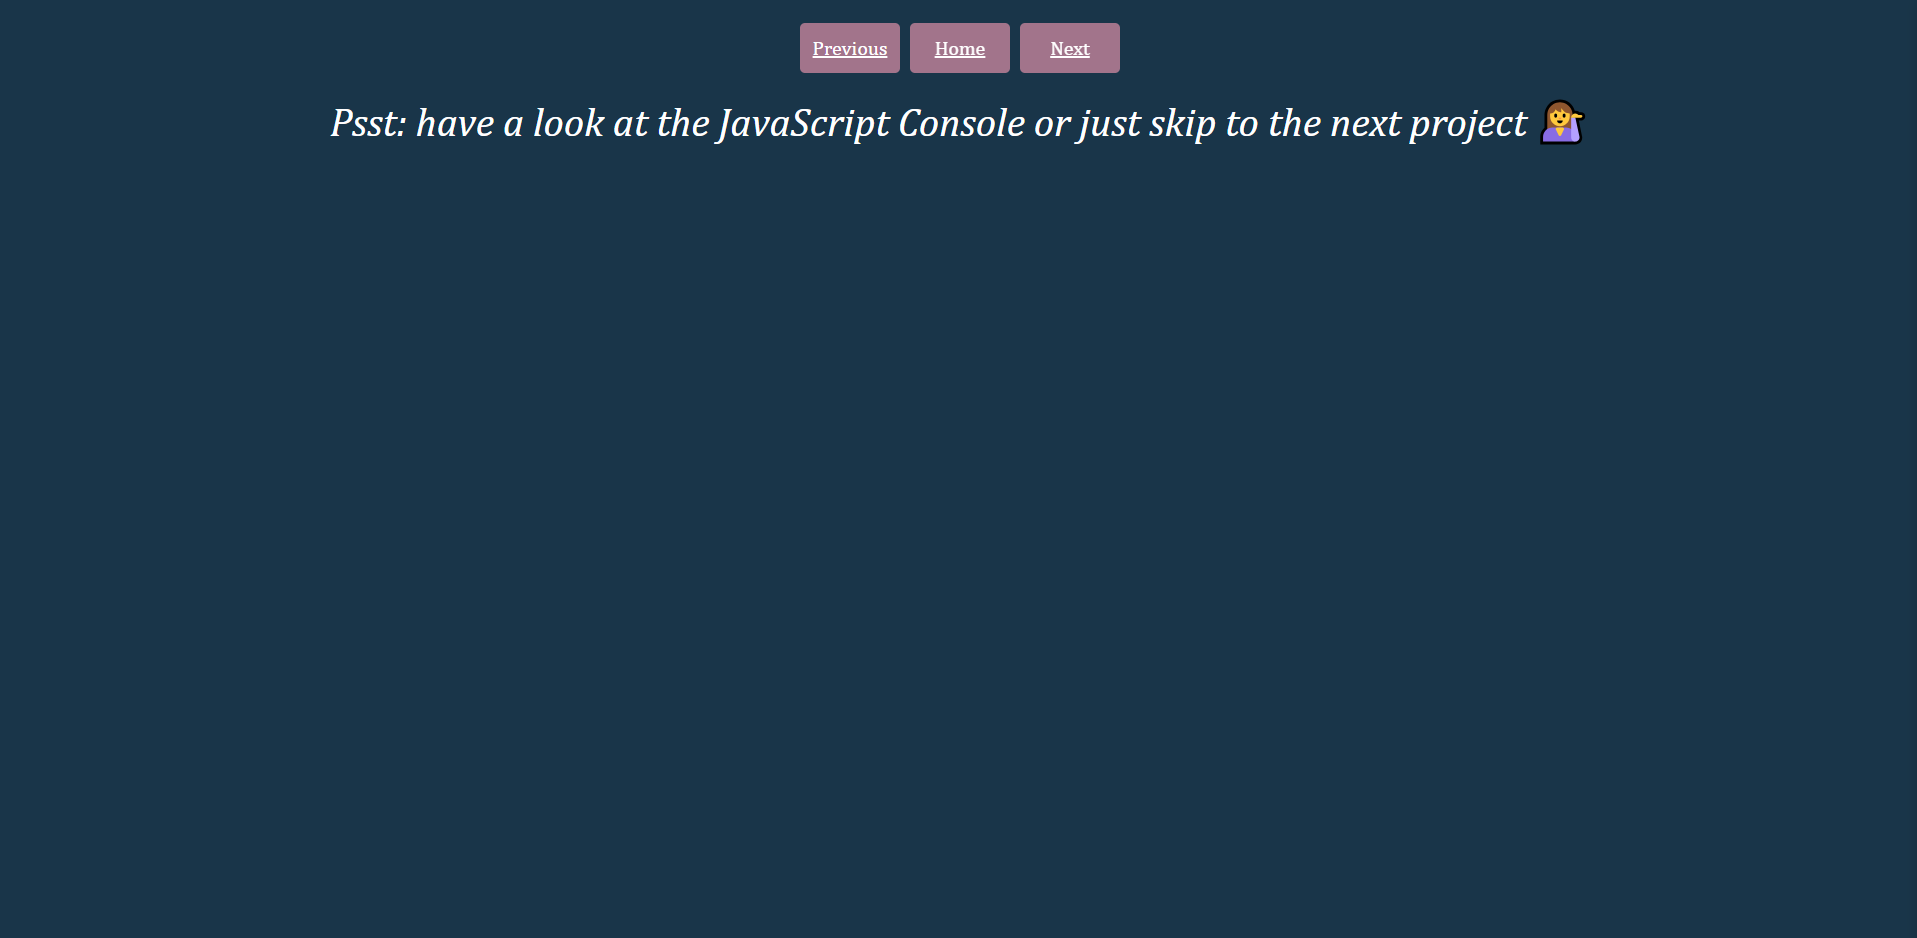 Previous Home Next
Psst: have a look at the JavaScript Console or just skip to the next project 💁‍♀️